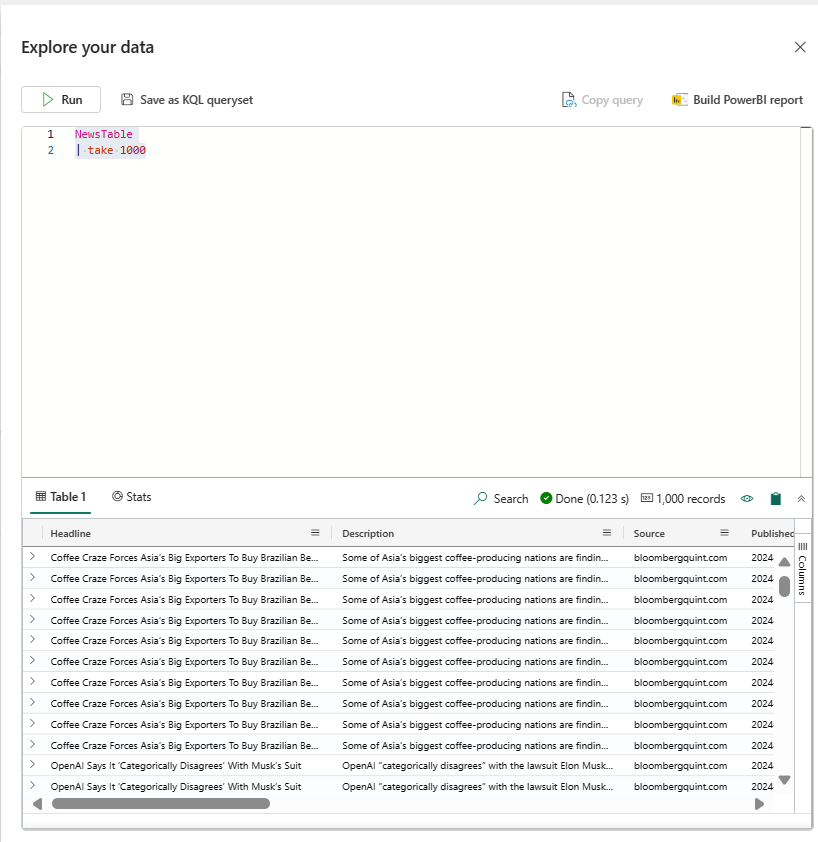 Explore your data
Run Save as KQL queryset Copy query Build PowerBI report
1 NewsTable
2 | take 1000
Table 1 Stats Search Done (0.123 s) 1,000 records
Headline Description Source Published
Coffee Craze Forces Asia's Big Exporters To Buy Brazilian Be... Some of Asia's biggest coffee-producing nations are findin... bloombergquint.com 2024
Coffee Craze Forces Asia's Big Exporters To Buy Brazilian Be... Some of Asia's biggest coffee-producing nations are findin... bloombergquint.com 2024
Coffee Craze Forces Asia's Big Exporters To Buy Brazilian Be... Some of Asia's biggest coffee-producing nations are findin... bloombergquint.com 2024
Coffee Craze Forces Asia's Big Exporters To Buy Brazilian Be... Some of Asia's biggest coffee-producing nations are findin... bloombergquint.com 2024
Coffee Craze Forces Asia's Big Exporters To Buy Brazilian Be... Some of Asia's biggest coffee-producing nations are findin... bloombergquint.com 2024
Coffee Craze Forces Asia's Big Exporters To Buy Brazilian Be... Some of Asia's biggest coffee-producing nations are findin... bloombergquint.com 2024
Coffee Craze Forces Asia's Big Exporters To Buy Brazilian Be... Some of Asia's biggest coffee-producing nations are findin... bloombergquint.com 2024
Coffee Craze Forces Asia's Big Exporters To Buy Brazilian Be... Some of Asia's biggest coffee-producing nations are findin... bloombergquint.com 2024
Coffee Craze Forces Asia's Big Exporters To Buy Brazilian Be... Some of Asia's biggest coffee-producing nations are findin... bloombergquint.com 2024
Coffee Craze Forces Asia's Big Exporters To Buy Brazilian Be... Some of Asia's biggest coffee-producing nations are findin... bloombergquint.com 2024
OpenAI Says It 'Categorically Disagrees' With Musk's Suit OpenAI "categorically disagrees" with the lawsuit Elon Musk... bloombergquint.com 2024
OpenAI Says It 'Categorically Disagrees' With Musk's Suit OpenAI "categorically disagrees" with the lawsuit Elon Musk... bloombergquint.com 2024
Columns